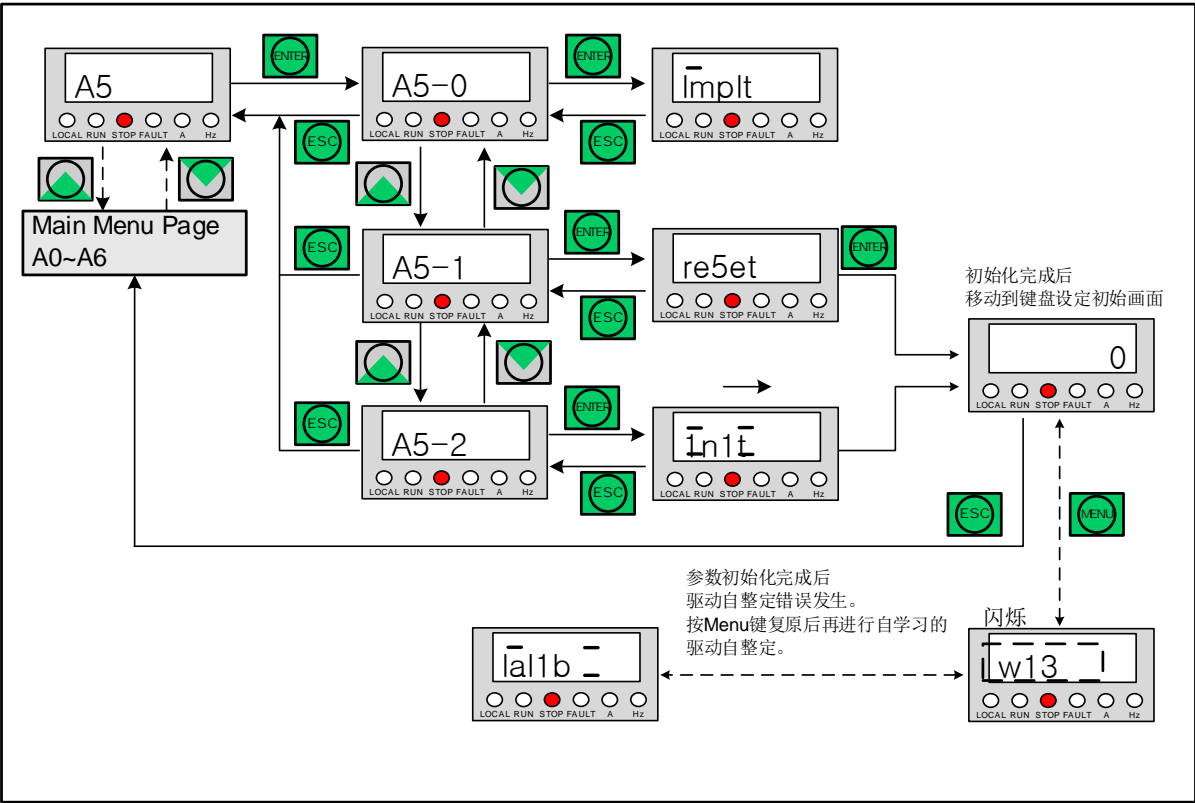 ENTER
ENTER
A5
LOCAL RUN STOP FAULT A Hz
A5-0
LOCAL RUN STOP FAULT A Hz
Implt
LOCAL RUN STOP FAULT A Hz
ESC
ESC
Main Menu Page
A0~A6
ESC
ENTER
ENTER
A5-1
LOCAL RUN STOP FAULT A Hz
re5et
LOCAL RUN STOP FAULT A Hz
ESC
初始化完成后
移动到键盘设定初始画面
0
LOCAL RUN STOP FAULT A Hz
ESC
ENTER
A5-2
LOCAL RUN STOP FAULT A Hz
1n1t
LOCAL RUN STOP FAULT A Hz
ESC
ESC
MENU
参数初始化完成后
驱动自整定错误发生。
按Menu键复原后再进行自学习的
驱动自整定。
闪烁
lal1b
LOCAL RUN STOP FAULT A Hz
w13
LOCAL RUN STOP FAULT A Hz